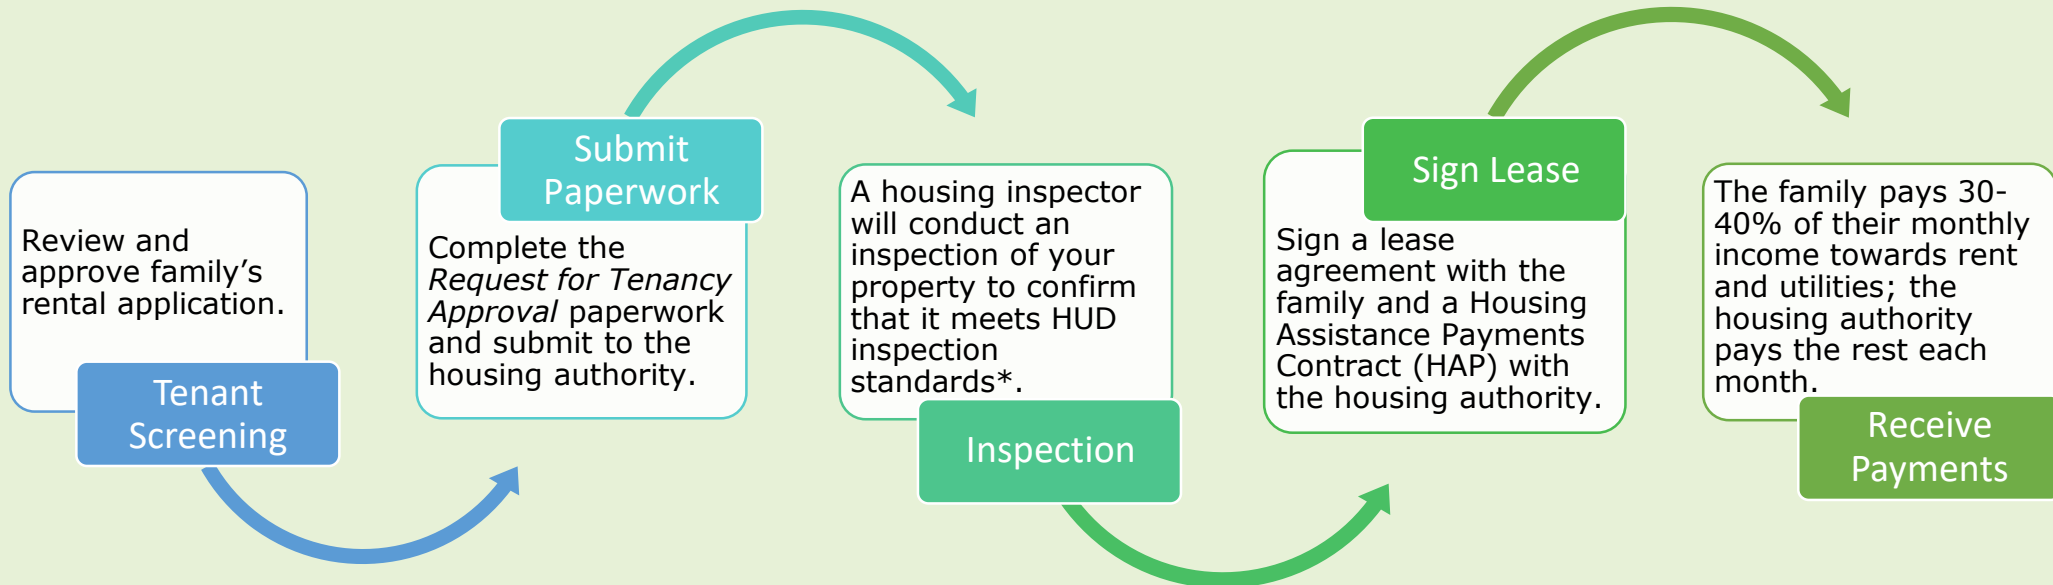 Review and
approve family's
rental application.
Tenant
Screening
Submit
Paperwork
Complete the
Request for Tenancy
Approval paperwork
and submit to the
housing authority.
A housing inspector
will conduct an
inspection of your
property to confirm
that it meets HUD
inspection
standards*.
Inspection
Sign Lease
Sign a lease
agreement with the
family and a Housing
Assistance Payments
Contract (HAP) with
the housing authority.
The family pays 30-
40% of their monthly
income towards rent
and utilities; the
housing authority
pays the rest each
month.
Receive
Payments